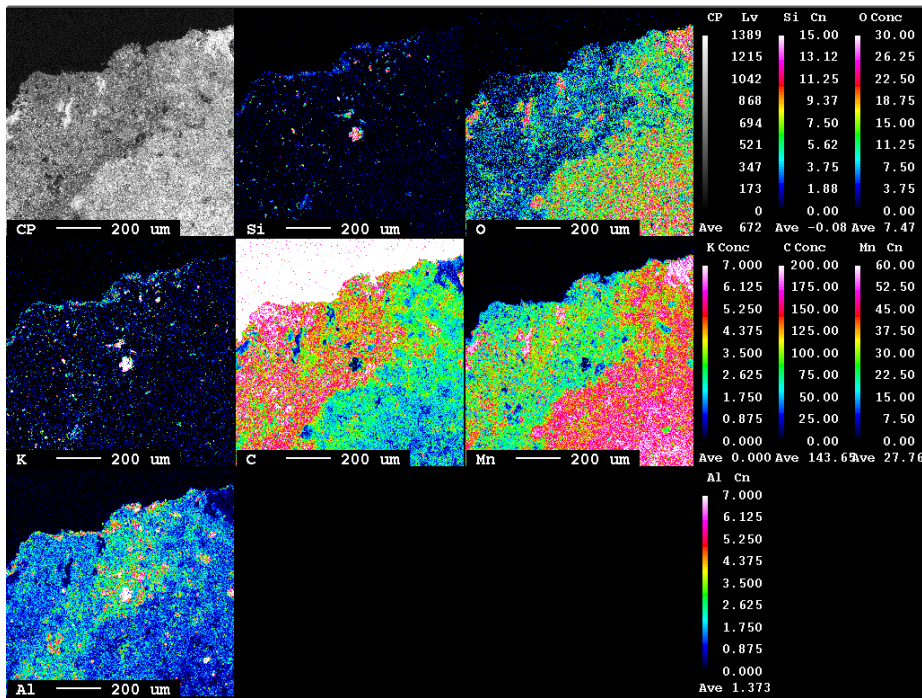 CP Lv Si Cn O Conc
1389 15.00 30.00
1215 13.12 26.25
1042 11.25 22.50
868 9.37 18.75
694 7.50 15.00
521 5.62 11.25
347 3.75 7.50
173 1.88 3.75
0 0.00 0.00
Ave 672 Ave -0.08 Ave 7.47
CP 200 um Si 200 um O 200 um
K Conc C Conc Mn Cn
7.000 200.00 60.00
6.125 175.00 52.50
5.250 150.00 45.00
4.375 125.00 37.50
3.500 100.00 30.00
2.625 75.00 22.50
1.750 50.00 15.00
0.875 25.00 7.50
0.000 0.00 0.00
Ave 0.000 Ave 143.65 Ave 27.76
K 200 um C 200 um Mn 200 um
Al Cn
7.000
6.125
5.250
4.375
3.500
2.625
1.750
0.875
0.000
Ave 1.373
Al 200 um